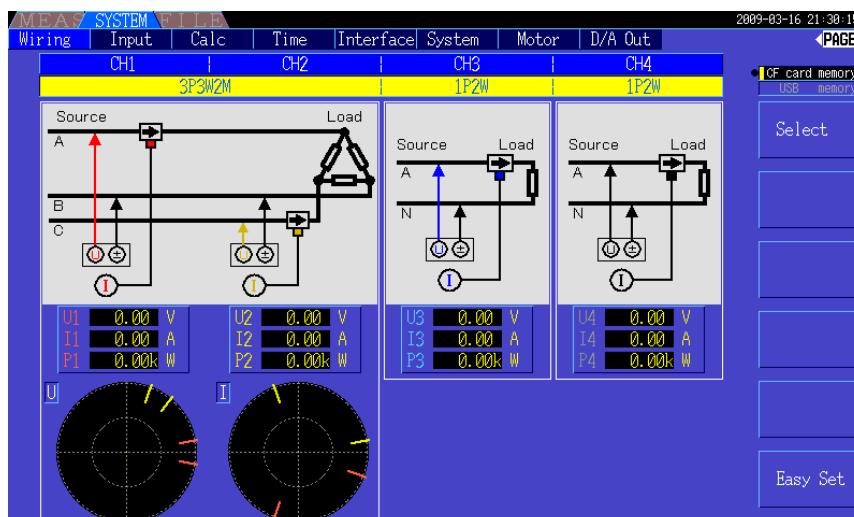 MEAS SYSTEM FILE 2009-03-16 21:30:15
Wiring Input Calc Time Interface System Motor D/A Out PAGE
CH1 CH2 CH3 CH4
CF card memory
3P3W2M 1P2W 1P2W
USB memory
Source Load
Select
A
Source Load Source Load
A A
B
N N
C
U ± U ± U ± U ±
I I I I
U1 0.00 V U2 0.00 V U3 0.00 V U4 0.00 V
I1 0.00 A I2 0.00 A I3 0.00 A I4 0.00 A
P1 0.00k W P2 0.00k W P3 0.00k W P4 0.00k W
U I
Easy Set